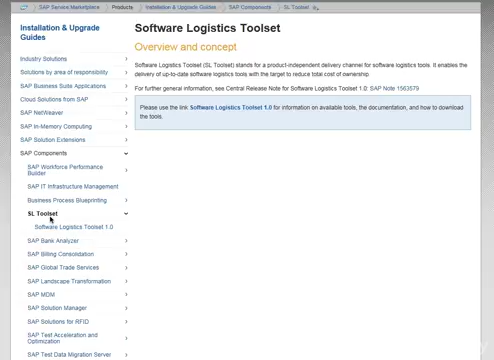 SAP Service Marketplace Products Installation & Upgrade Guides SAP Components SL Toolset
Installation & Upgrade
Guides
Industry Solutions
Solutions by area of responsibility
SAP Business Suite Applications
Cloud Solutions from SAP
SAP NetWeaver
SAP In-Memory Computing
SAP Solution Extensions
SAP Components
SAP Workforce Performance
Builder
SAP IT Infrastructure Management
Business Process Blueprinting
SL Toolset
Software Logistics Toolset 1.0
SAP Bank Analyzer
SAP Billing Consolidation
SAP Global Trade Services
SAP Landscape Transformation
SAP MDM
SAP Solution Manager
SAP Solutions for RFID
SAP Test Acceleration and
Optimization
SAP Test Data Migration Server
Software Logistics Toolset
Overview and concept
Software Logistics Toolset (SL Toolset) stands for a product-independent delivery channel for software logistics tools. It enables the
delivery of up-to-date software logistics tools with the target to reduce total cost of ownership
For further general information, see Central Release Note for Software Logistics Toolset 1.0: SAP Note 1563579
Please use the link Software Logistics Toolset 1.0 for information on available tools, the documentation, and how to download
the tools.